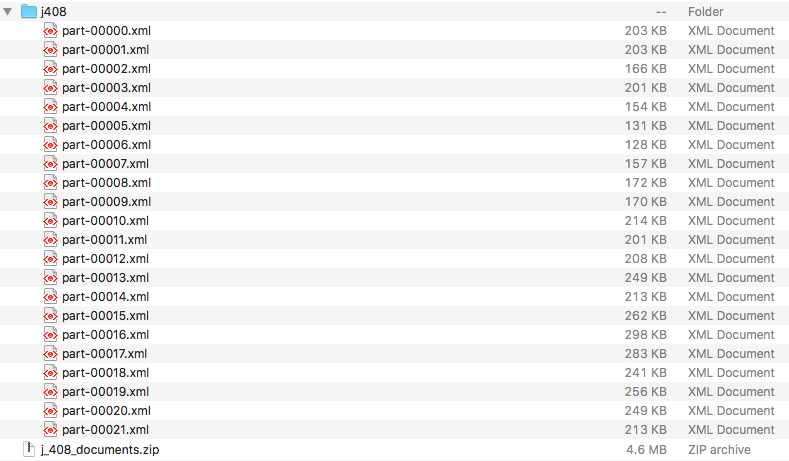 j408 -- Folder
part-00000.xml 203 KB XML Document
part-00001.xml 203 KB XML Document
part-00002.xml 166 KB XML Document
part-00003.xml 201 KB XML Document
part-00004.xml 154 KB XML Document
part-00005.xml 131 KB XML Document
part-00006.xml 128 KB XML Document
part-00007.xml 157 KB XML Document
part-00008.xml 172 KB XML Document
part-00009.xml 170 KB XML Document
part-00010.xml 214 KB XML Document
part-00011.xml 201 KB XML Document
part-00012.xml 208 KB XML Document
part-00013.xml 249 KB XML Document
part-00014.xml 213 KB XML Document
part-00015.xml 262 KB XML Document
part-00016.xml 298 KB XML Document
part-00017.xml 283 KB XML Document
part-00018.xml 241 KB XML Document
part-00019.xml 256 KB XML Document
part-00020.xml 249 KB XML Document
part-00021.xml 213 KB XML Document
j_408_documents.zip 4.6 MB ZIP archive